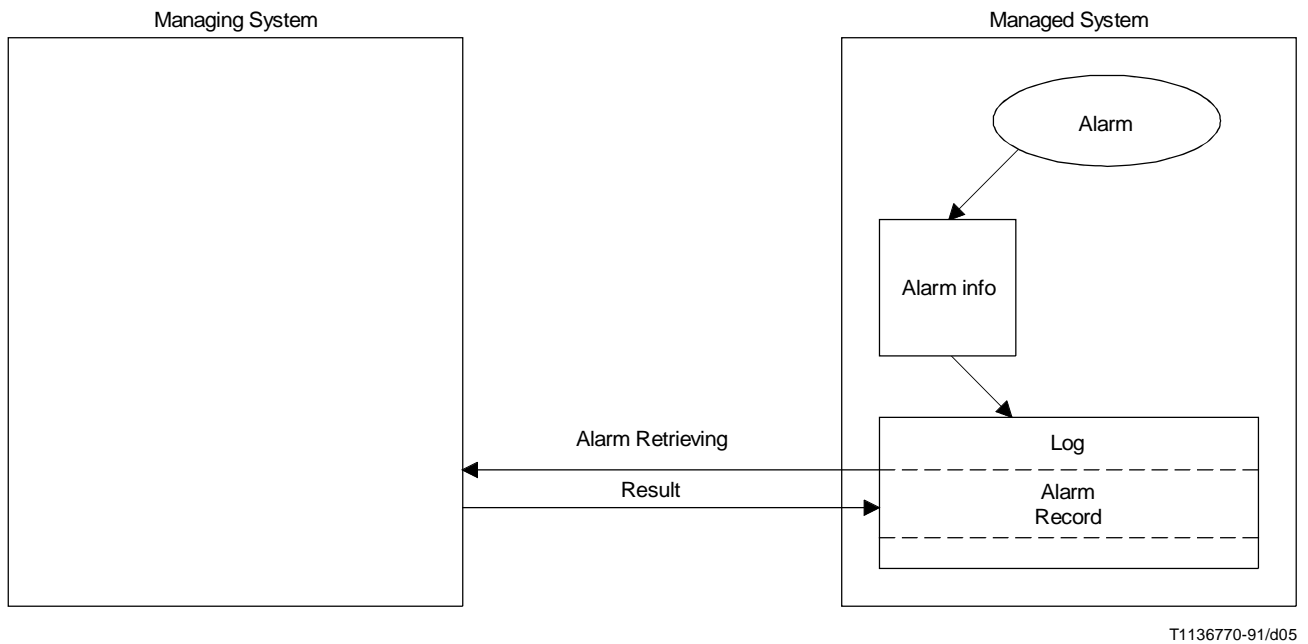 Managing System
Managed System
Alarm
Alarm info
Alarm Retrieving
Result
Log
Alarm
Record
T1136770-91/d05